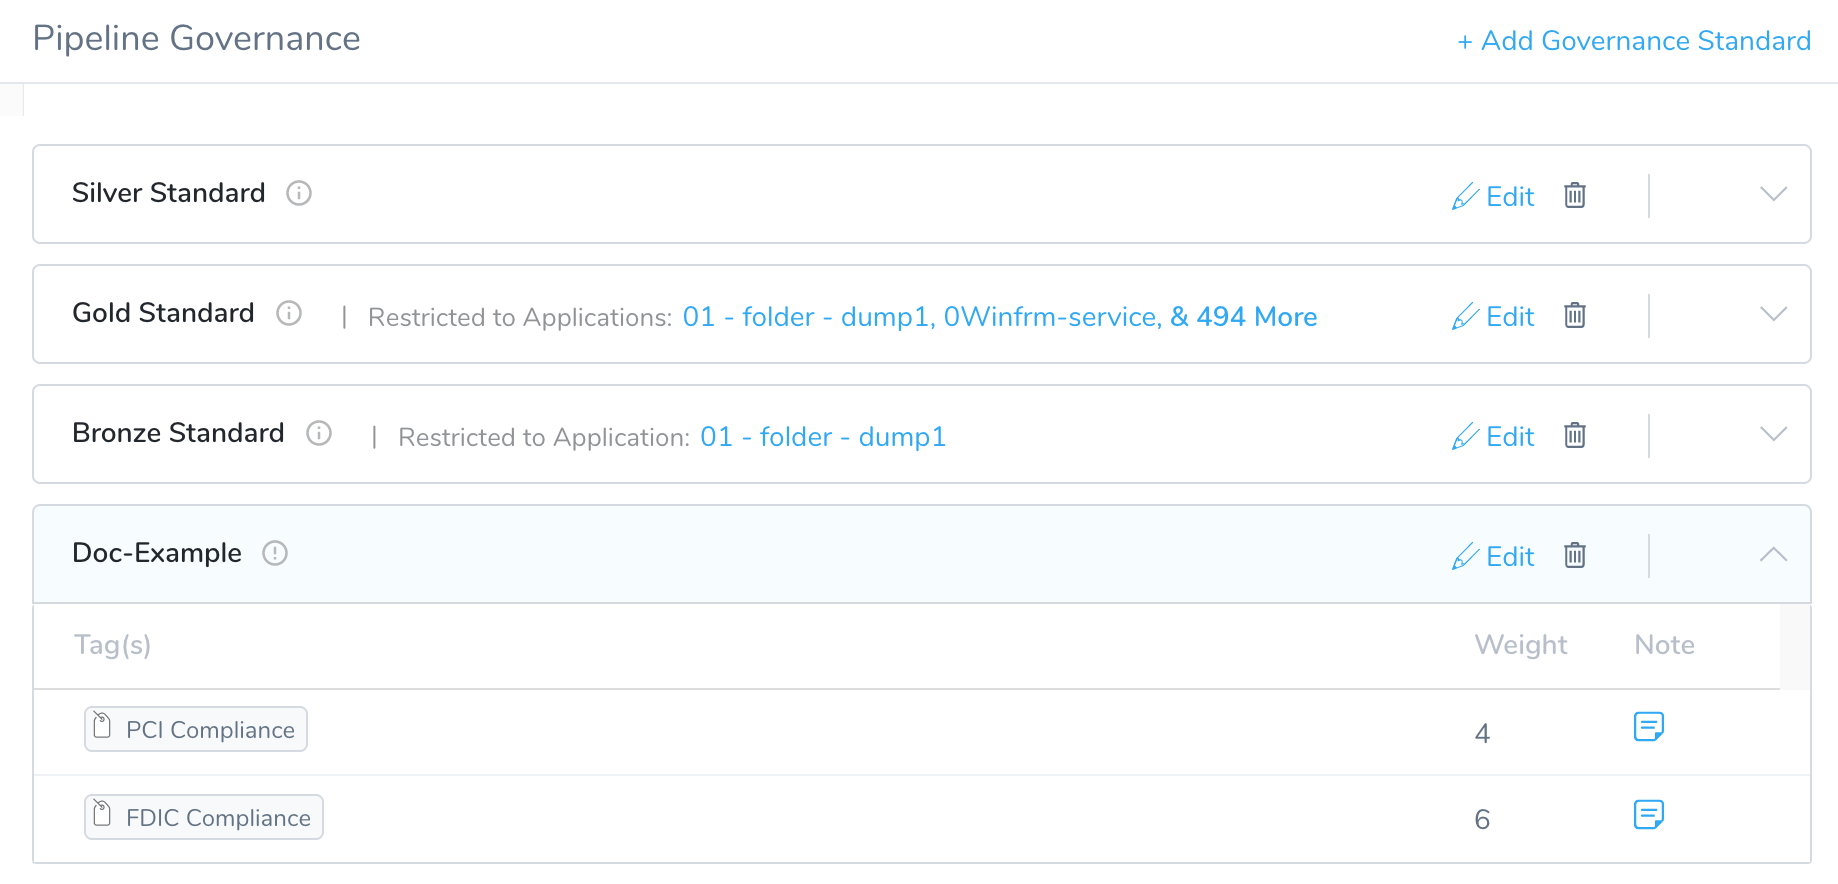 Pipeline Governance
+ Add Governance Standard
Silver Standard
Edit
Gold Standard | Restricted to Applications: 01 - folder - dump1, 0Winfrm-service, & 494 More
Edit
Bronze Standard | Restricted to Application: 01 - folder - dump1
Edit
Doc-Example
Edit
Tag(s) Weight Note
PCI Compliance 4
FDIC Compliance 6